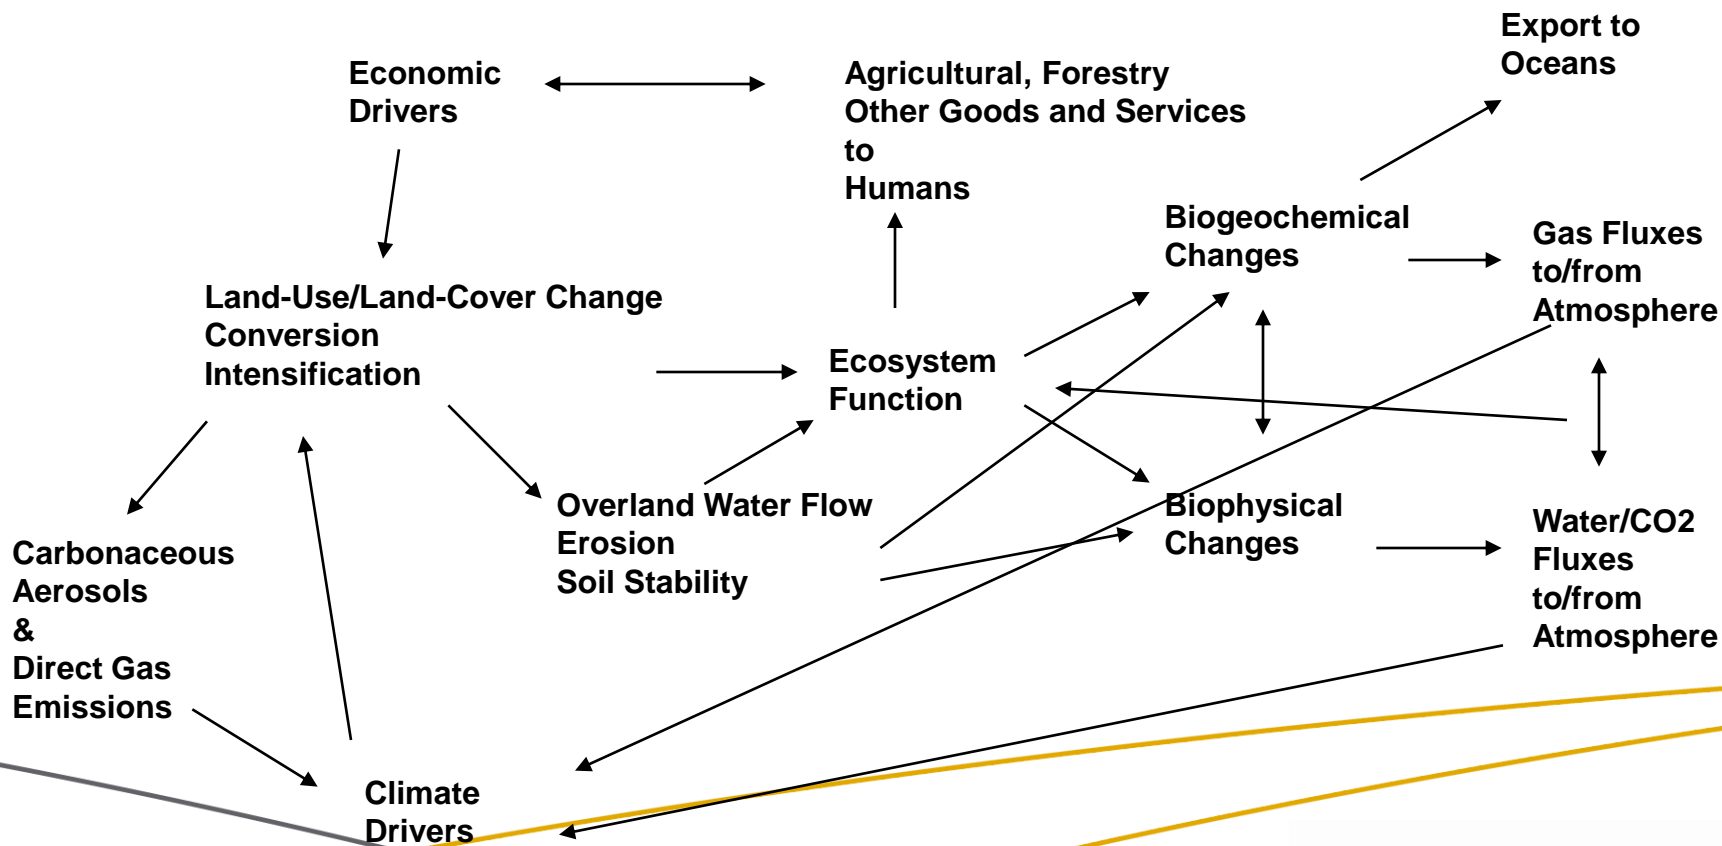 Export to
Oceans
Economic
Drivers
Agricultural, Forestry
Other Goods and Services
to
Humans
Biogeochemical
Changes
Gas Fluxes
to/from
Atmosphere
Land-Use/Land-Cover Change
Conversion
Intensification
Ecosystem
Function
Overland Water Flow
Erosion
Soil Stability
Biophysical
Changes
Water/CO2
Fluxes
to/from
Atmosphere
Carbonaceous
Aerosols
&
Direct Gas
Emissions
Climate
Drivers